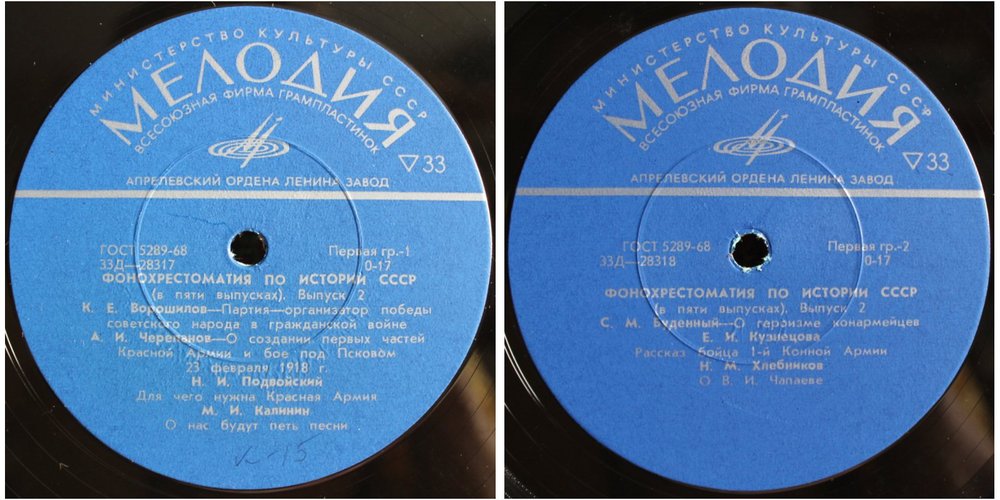 МИНИСТЕРСТВО КУЛЬТУРЫ СССР
МЕЛОДИЯ
ВСЕСОЮЗНАЯ ФИРМА ГРАМПЛАСТИНОК
▽33
АПРЕЛЕВСКИЙ ОРДЕНА ЛЕНИНА ЗАВОД
ГОСТ 5289-68 Первая гр.-1
33Д—28317 0-17
ФОНОХРЕСТОМАТИЯ ПО ИСТОРИИ СССР
(в пяти выпусках). Выпуск 2
К. Е. Ворошилов—Партия—организатор победы
советского народа в гражданской войне
А. И. Черепанов—О создании первых частей
Красной Армии и бое под Псковом
23 февраля 1918 г.
Н. И. Подвойский
Для чего нужна Красная Армия
М. И. Калинин
О нас будут петь песни
к-15
МИНИСТЕРСТВО КУЛЬТУРЫ СССР
МЕЛОДИЯ
ВСЕСОЮЗНАЯ ФИРМА ГРАМПЛАСТИНОК
▽33
АПРЕЛЕВСКИЙ ОРДЕНА ЛЕНИНА ЗАВОД
ГОСТ 5289-68 Первая гр.-2
33Д—28318 0-17
ФОНОХРЕСТОМАТИЯ ПО ИСТОРИИ СССР
(в пяти выпусках). Выпуск 2
С. М. Буденный—О героизме конармейцев
Е. И. Кузнецова
Рассказ бойца 1-й Конной Армии
Н. М. Хлебников
О В. И. Чапаеве